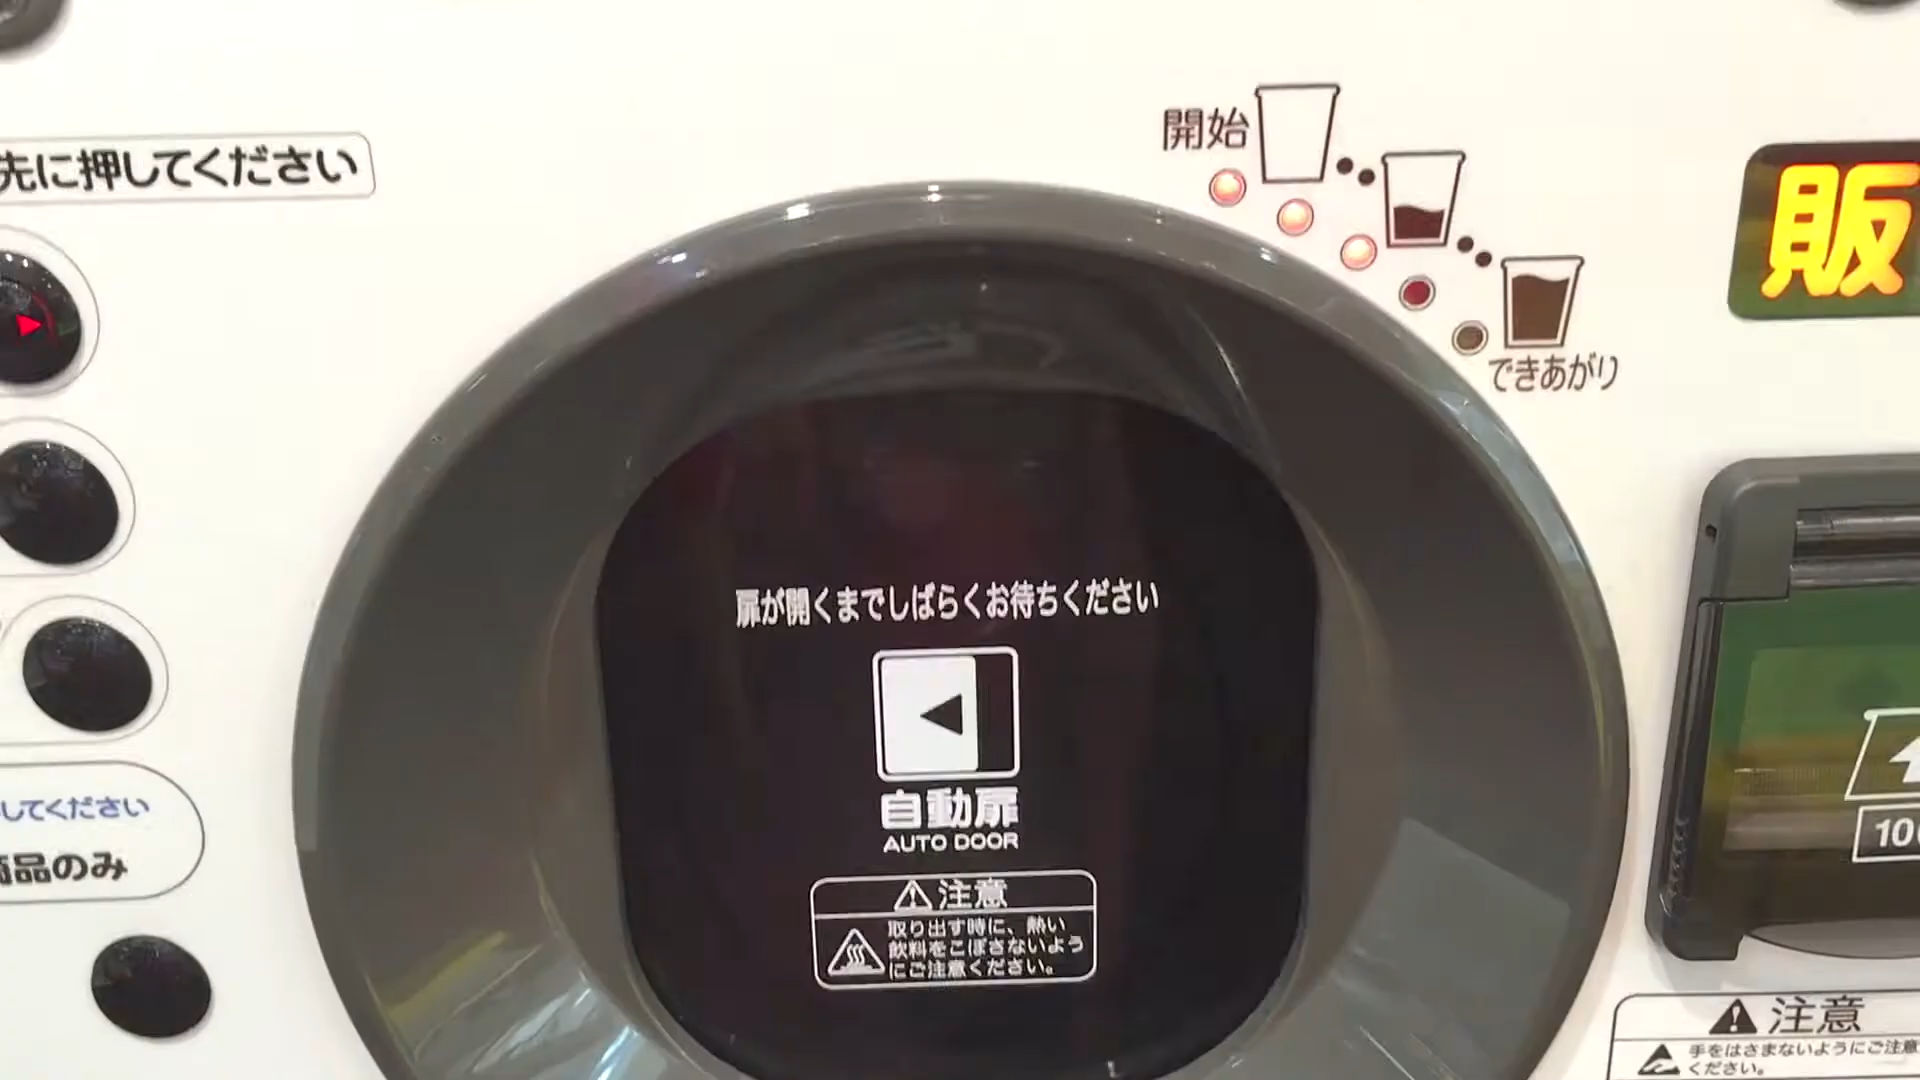 先に押してください
開始
できあがり
販
扉が開くまでしばらくお待ちください
自動扉
AUTO DOOR
注意
取り出す時に、熱い
飲料をこぼさないよう
にご注意ください。
してください
商品のみ
10
注意
手をはさまないようにご注意
ください。